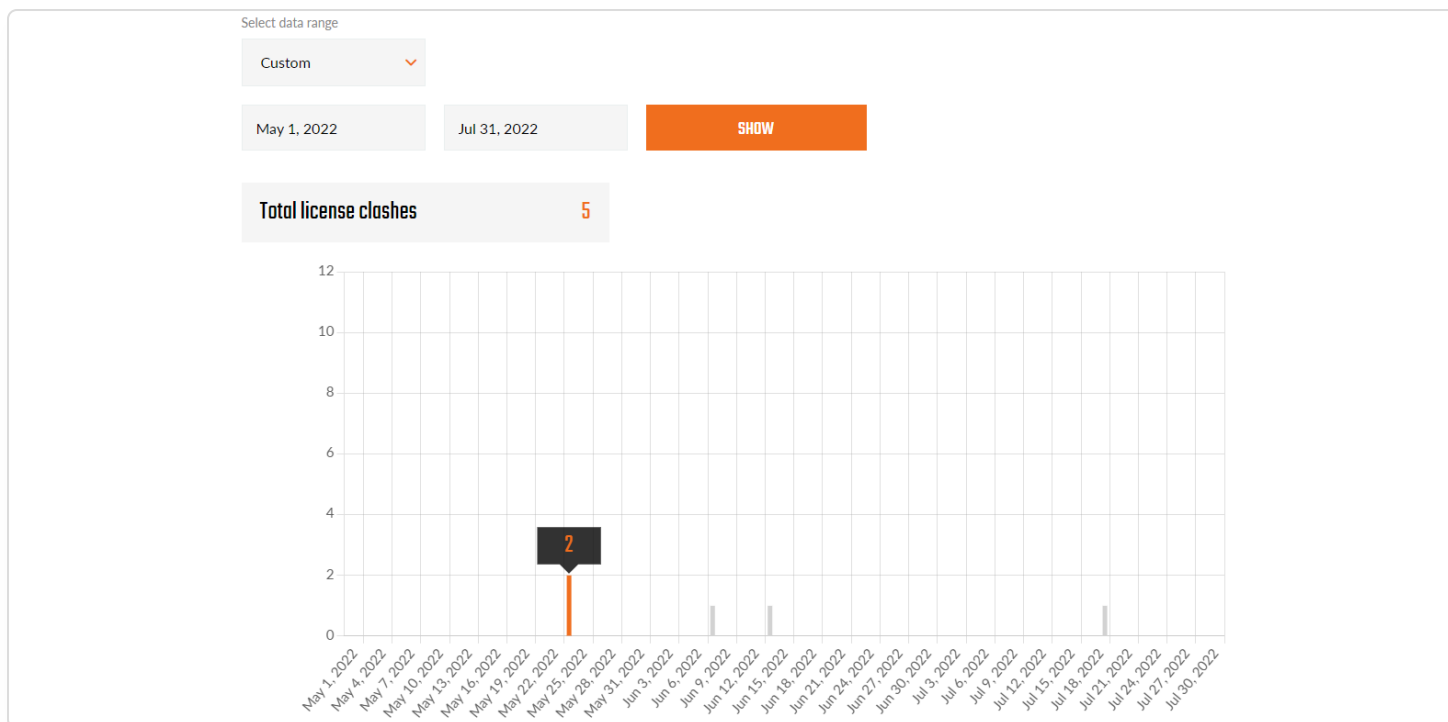 Select data range
Custom
May 1, 2022
Jul 31, 2022
SHOW
Total license clashes
5
12
10
8
6
4
2
2
0
May 1, 2022
May 4, 2022
May 7, 2022
May 10, 2022
May 13, 2022
May 16, 2022
May 19, 2022
May 22, 2022
May 25, 2022
May 28, 2022
May 31, 2022
Jun 3, 2022
Jun 6, 2022
Jun 9, 2022
Jun 12, 2022
Jun 15, 2022
Jun 18, 2022
Jun 21, 2022
Jun 24, 2022
Jun 27, 2022
Jun 30, 2022
Jul 3, 2022
Jul 6, 2022
Jul 9, 2022
Jul 12, 2022
Jul 15, 2022
Jul 18, 2022
Jul 21, 2022
Jul 24, 2022
Jul 27, 2022
Jul 30, 2022